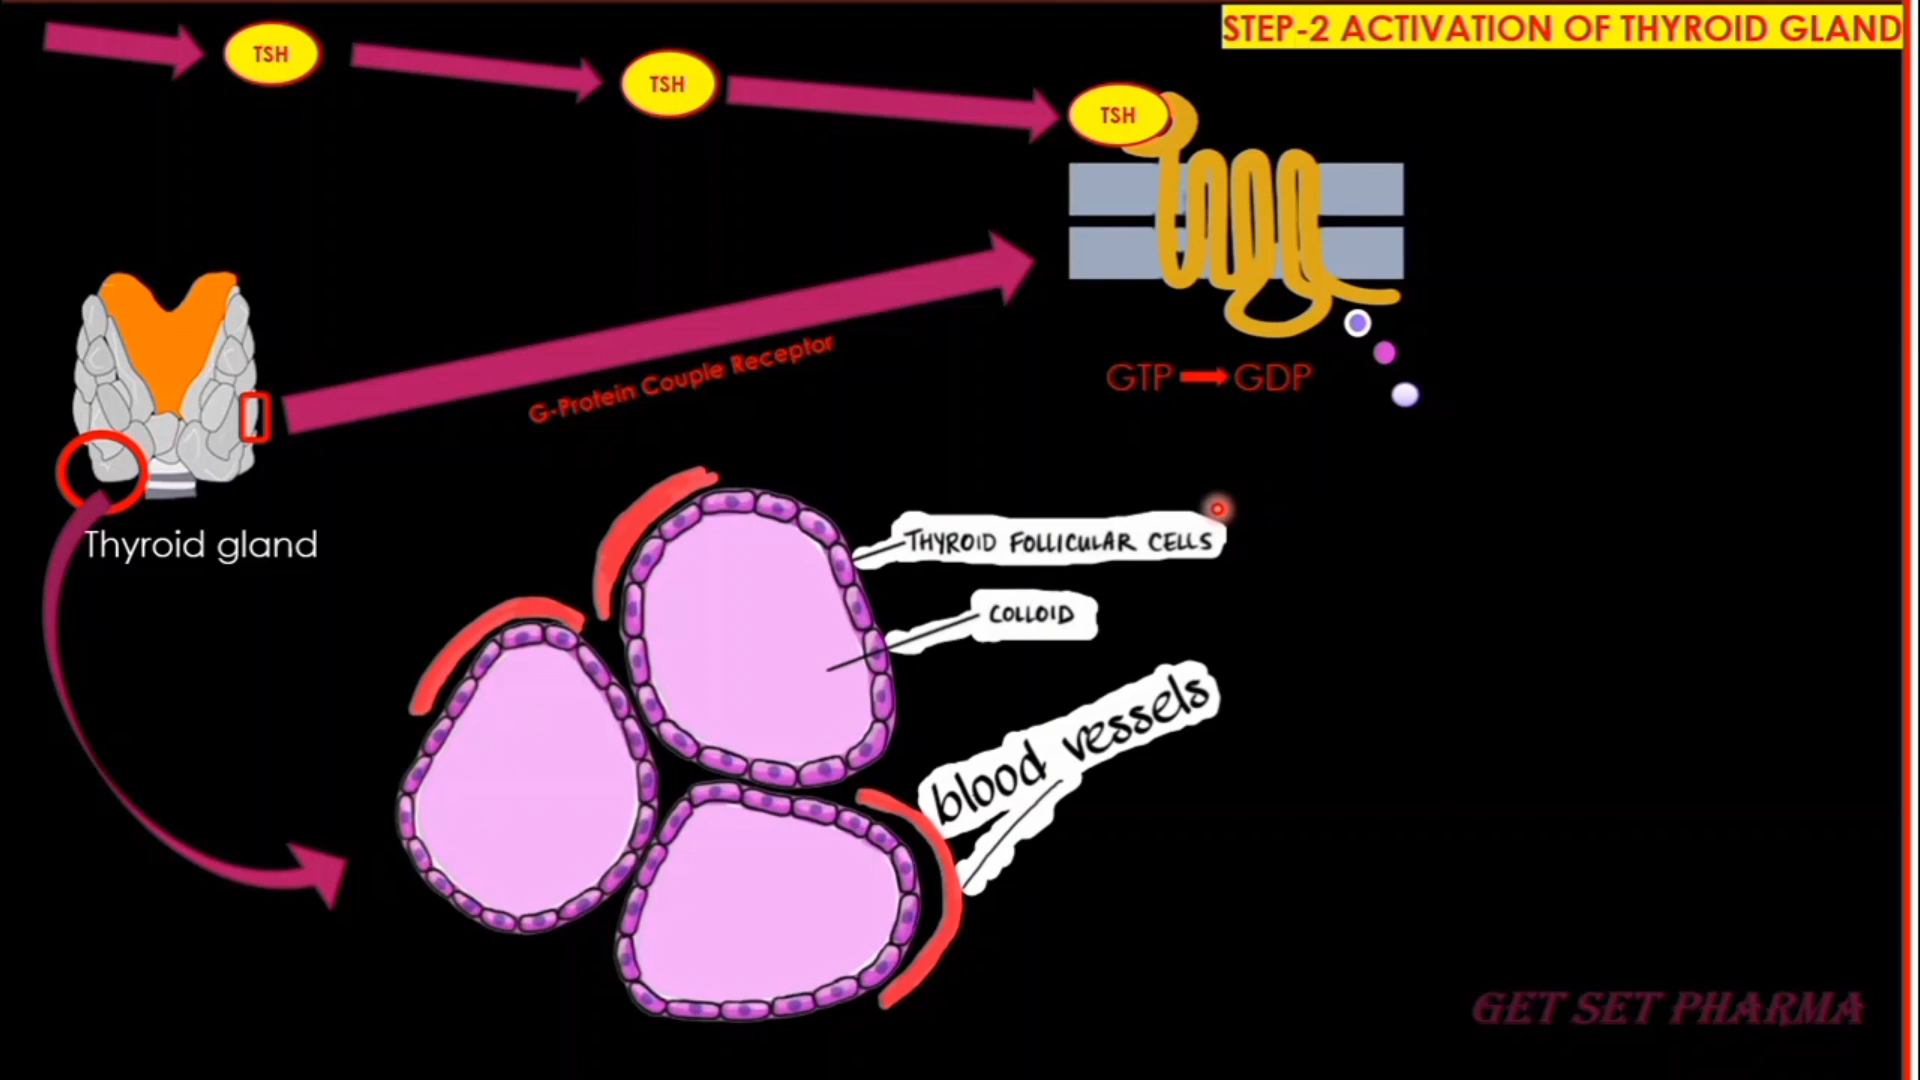 STEP-2 ACTIVATION OF THYROID GLAND
TSH
TSH
TSH
G-Protein Couple Receptor
GTP GDP
Thyroid gland
THYROID FOLLICULAR CELLS
COLLOID
blood vessels
GET SET PHARMA